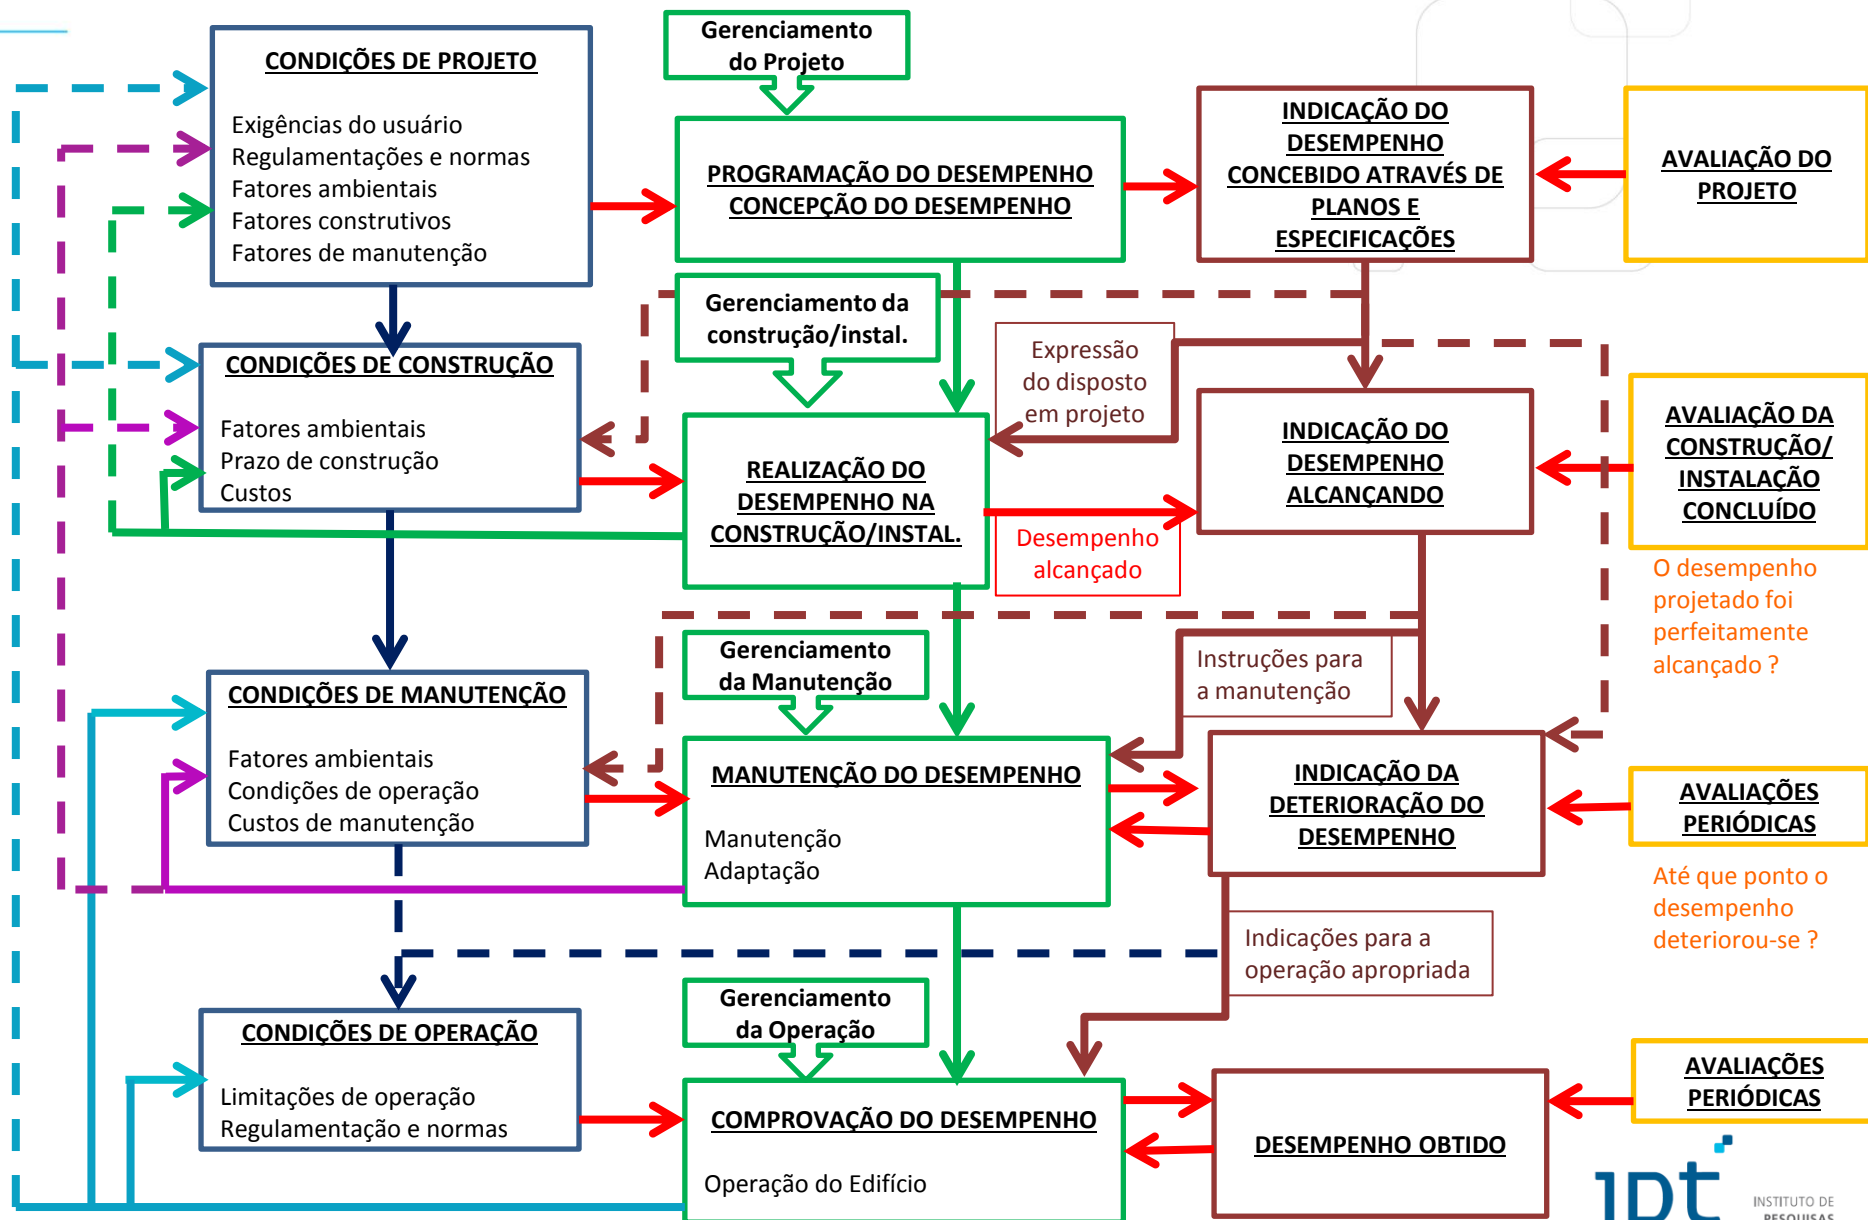 CONDIÇÕES DE PROJETO
Exigências do usuário
Regulamentações e normas
Fatores ambientais
Fatores construtivos
Fatores de manutenção
Gerenciamento
do Projeto
PROGRAMAÇÃO DO DESEMPENHO
CONCEPÇÃO DO DESEMPENHO
INDICAÇÃO DO
DESEMPENHO
CONCEBIDO ATRAVÉS DE
PLANOS E
ESPECIFICAÇÕES
AVALIAÇÃO DO
PROJETO
CONDIÇÕES DE CONSTRUÇÃO
Fatores ambientais
Prazo de construção
Custos
Gerenciamento da
construção/instal.
REALIZAÇÃO DO
DESEMPENHO NA
CONSTRUÇÃO/INSTAL.
Expressão
do disposto
em projeto
Desempenho
alcançado
INDICAÇÃO DO
DESEMPENHO
ALCANÇANDO
AVALIAÇÃO DA
CONSTRUÇÃO/
INSTALAÇÃO
CONCLUÍDO
O desempenho
projetado foi
perfeitamente
alcançado ?
CONDIÇÕES DE MANUTENÇÃO
Fatores ambientais
Condições de operação
Custos de manutenção
Gerenciamento
da Manutenção
MANUTENÇÃO DO DESEMPENHO
Manutenção
Adaptação
Instruções para
a manutenção
INDICAÇÃO DA
DETERIORAÇÃO DO
DESEMPENHO
AVALIAÇÕES
PERIÓDICAS
Até que ponto o
desempenho
deteriorou-se ?
Indicações para a
operação apropriada
CONDIÇÕES DE OPERAÇÃO
Limitações de operação
Regulamentação e normas
Gerenciamento
da Operação
COMPROVAÇÃO DO DESEMPENHO
Operação do Edifício
DESEMPENHO OBTIDO
AVALIAÇÕES
PERIÓDICAS
ipt
INSTITUTO DE
PESQUISAS